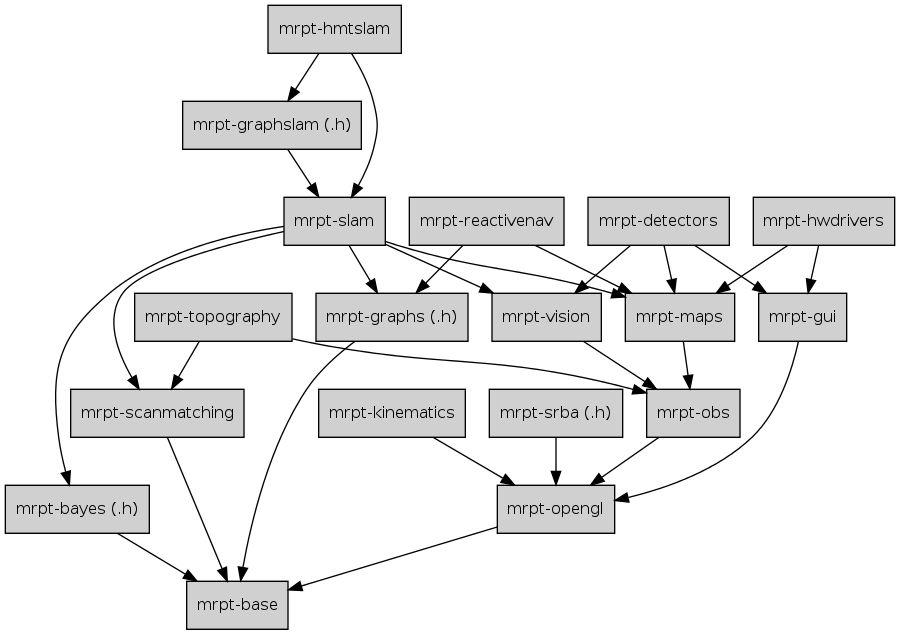 mrpt-hmtslam
mrpt-graphslam (.h)
mrpt-slam
mrpt-reactivenav
mrpt-detectors
mrpt-hwdrivers
mrpt-topography
mrpt-graphs (.h)
mrpt-vision
mrpt-maps
mrpt-gui
mrpt-scanmatching
mrpt-kinematics
mrpt-srba (.h)
mrpt-obs
mrpt-bayes (.h)
mrpt-opengl
mrpt-base